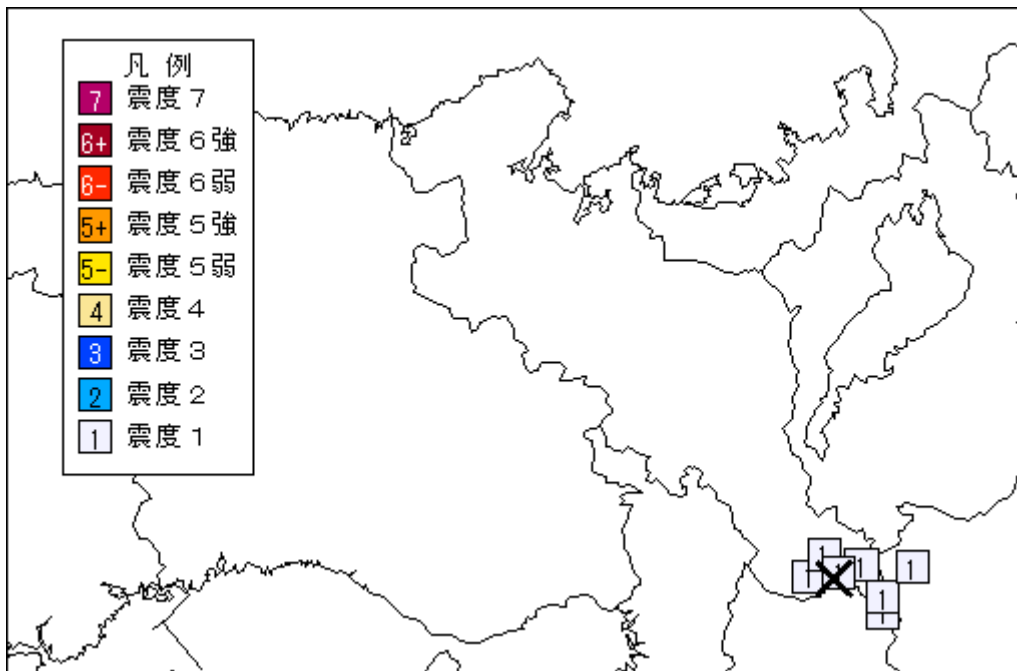 凡例
7 震度７
6+ 震度６強
6- 震度６弱
5+ 震度５強
5- 震度５弱
4 震度４
3 震度３
2 震度２
1 震度１
1
1
1
1
1
1
1